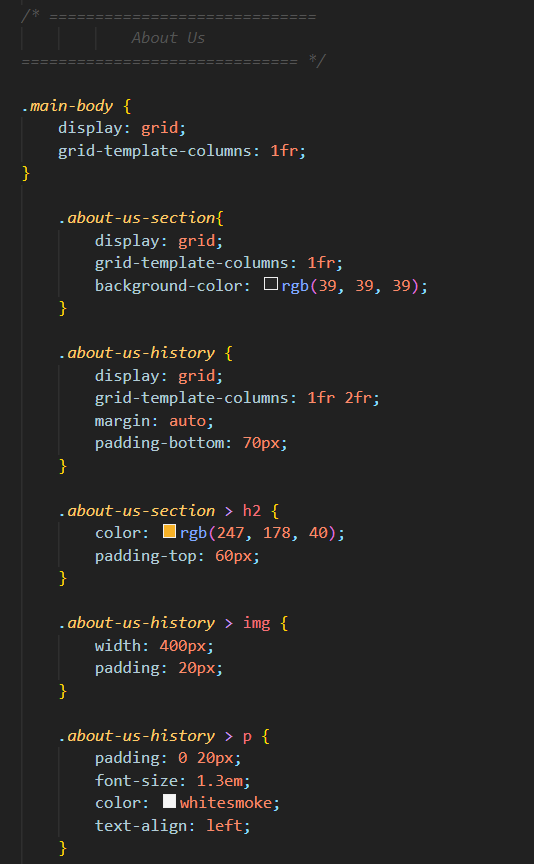 /* =============================
About Us
============================== */
.main-body {
display: grid;
grid-template-columns: 1fr;
}
.about-us-section{
display: grid;
grid-template-columns: 1fr;
background-color: rgb(39, 39, 39);
}
.about-us-history {
display: grid;
grid-template-columns: 1fr 2fr;
margin: auto;
padding-bottom: 70px;
}
.about-us-section > h2 {
color: rgb(247, 178, 40);
padding-top: 60px;
}
.about-us-history > img {
width: 400px;
padding: 20px;
}
.about-us-history > p {
padding: 0 20px;
font-size: 1.3em;
color: whitesmoke;
text-align: left;
}